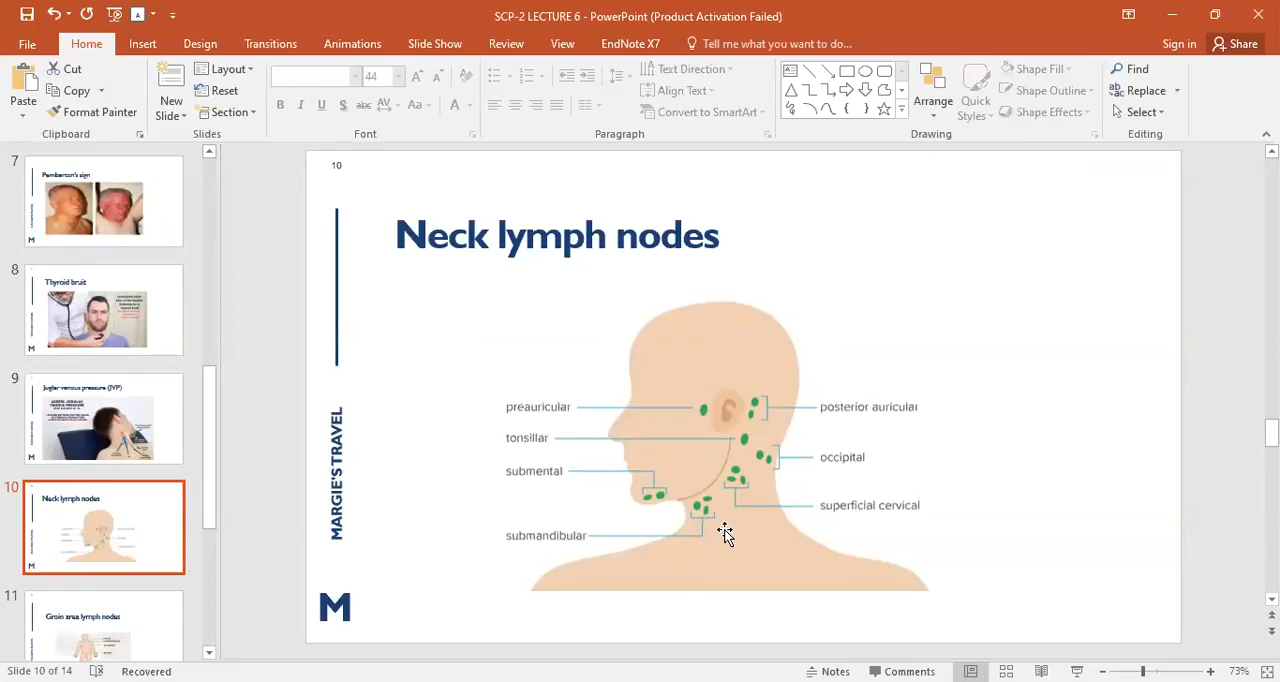 SCP-2 LECTURE 6 - PowerPoint (Product Activation Failed)
File Home Insert Design Transitions Animations Slide Show Review View EndNote X7 Tell me what you want to do... Sign in Share
Paste
Cut
Copy
Format Painter
Clipboard
New Slide
Layout
Reset
Section
Slides
44
B I U S abc AV Aa A
Font
Text Direction
Align Text
Convert to SmartArt
Paragraph
Arrange
Quick Styles
Shape Fill
Shape Outline
Shape Effects
Drawing
Find
Replace
Select
Editing
7
Pemberton's sign
M
8
Thyroid bruit
M
9
Juglar venous pressure (JVP)
M
10
Neck lymph nodes
M
11
Groin area lymph nodes
10
Neck lymph nodes
preauricular
posterior auricular
tonsillar
occipital
submental
superficial cervical
submandibular
MARGIE'S TRAVEL
M
Slide 10 of 14 Recovered Notes Comments 73%